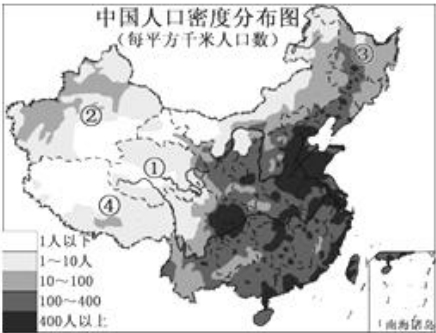 中国人口密度分布图
(每平方千米人口数)
③
②
①
④
1人以下
1~10人
10~100
100~400
400人以上
南海诸岛